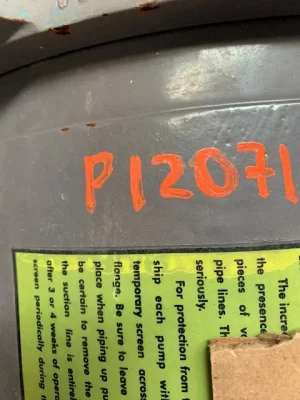 P12071
The incre
the presence
pieces of
pipe lines. Th
seriously.
For protection from
ship each pump wit
temporary screen acros
flange. Be sure to leave
place when piping up pu
be certain to remove the
the suction line is entirel
after 3 or 4 weeks of opera
screen periodically during